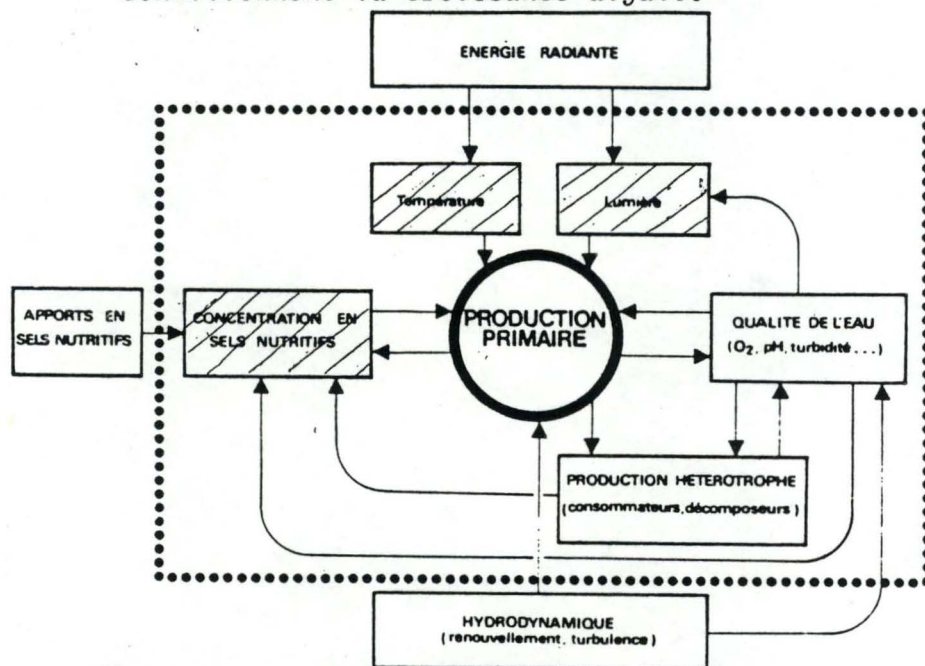 ENERGIE RADIANTE
Température
Lumière
APPORTS EN
SELS NUTRITIFS
CONCENTRATION EN
SELS NUTRITIFS
PRODUCTION
PRIMAIRE
QUALITE DE L'EAU
(O₂, pH, turbidité...)
PRODUCTION HETEROTROPHE
(consommateurs, décomposeurs)
HYDRODYNAMIQUE
(renouvellement, turbulence)